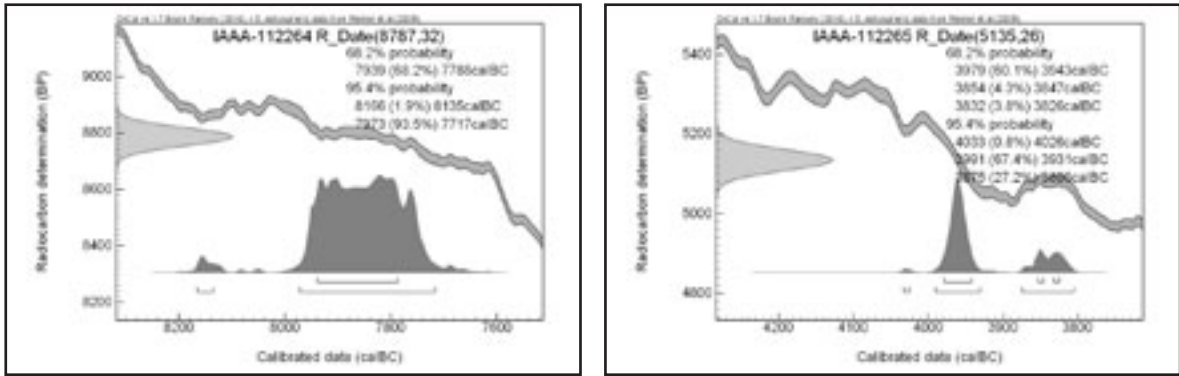 IAAA-112264 R_Date(8787,32)
68.2% probability
7939 (68.2%) 7788calBC
95.4% probability
8166 (1.9%) 8135calBC
7973 (93.5%) 7717calBC
Radiocarbon determination (BP)
9000
8800
8600
8400
8200
8200 8000 7800 7600
Calibrated date (calBC)
IAAA-112265 R_Date(5135,26)
68.2% probability
3979 (60.1%) 3943calBC
3854 (4.3%) 3847calBC
3832 (3.8%) 3826calBC
95.4% probability
4033 (0.8%) 4026calBC
3991 (67.4%) 3931calBC
(27.2%)
Radiocarbon determination (BP)
5400
5200
5000
4800
4200 4100 4000 3900 3800
Calibrated date (calBC)